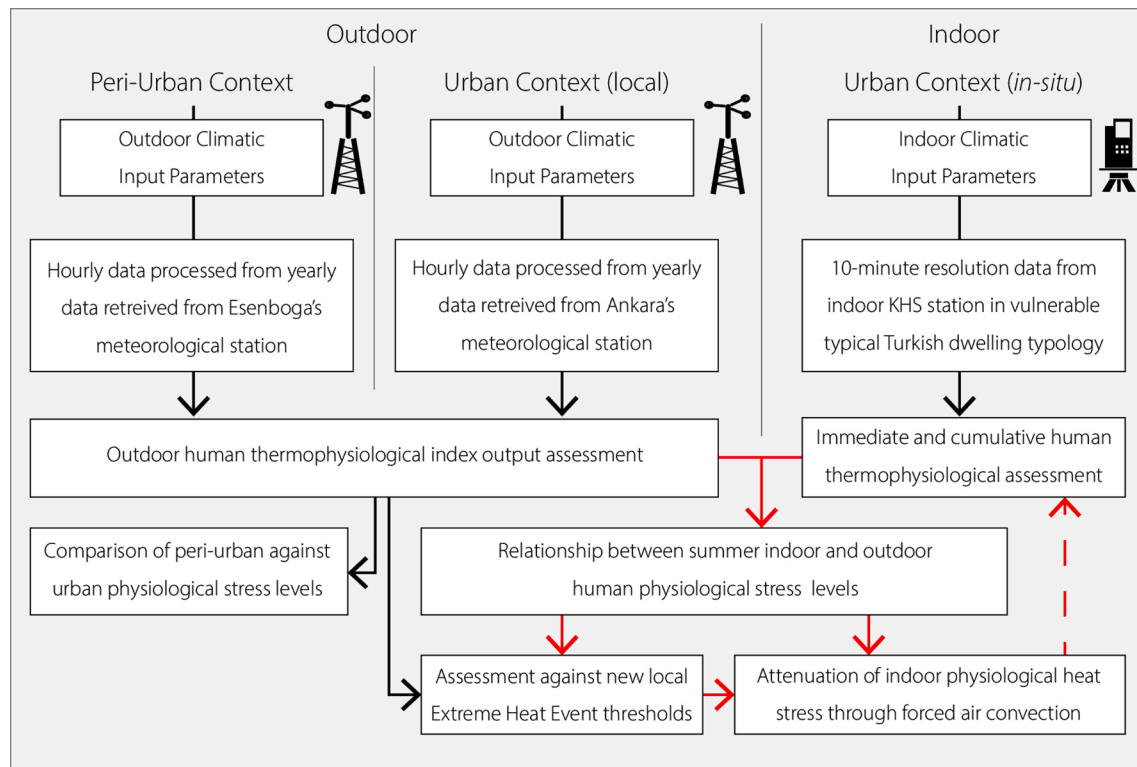 Outdoor
Indoor
Peri-Urban Context
Urban Context (local)
Urban Context (in-situ)
Outdoor Climatic
Input Parameters
Outdoor Climatic
Input Parameters
Indoor Climatic
Input Parameters
Hourly data processed from yearly
data retreived from Esenboga's
meteorological station
Hourly data processed from yearly
data retreived from Ankara's
meteorological station
10-minute resolution data from
indoor KHS station in vulnerable
typical Turkish dwelling typology
Outdoor human thermophysiological index output assessment
Immediate and cumulative human
thermophysiological assessment
Comparison of peri-urban against
urban physiological stress levels
Relationship between summer indoor and outdoor
human physiological stress levels
Assessment against new local
Extreme Heat Event thresholds
Attenuation of indoor physiological heat
stress through forced air convection